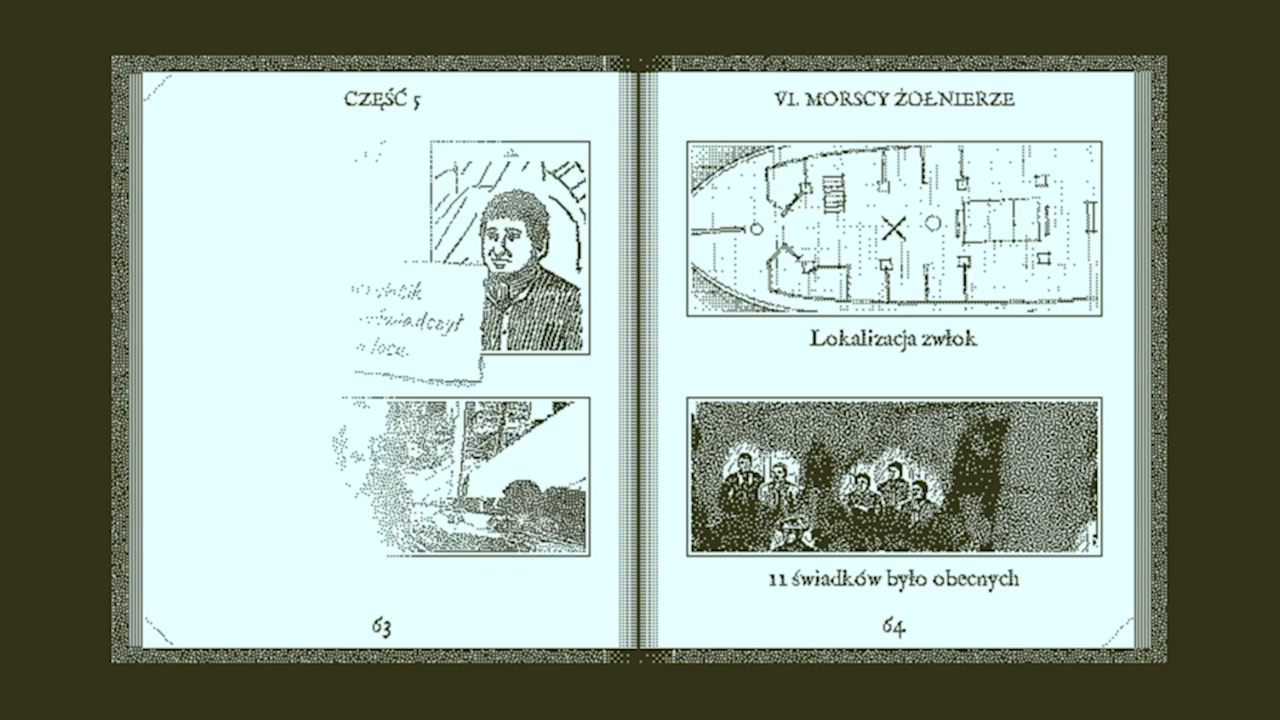 CZĘŚĆ 5
63
VI. MORSCY ŻOŁNIERZE
Lokalizacja zwłok
11 świadków było obecnych
64